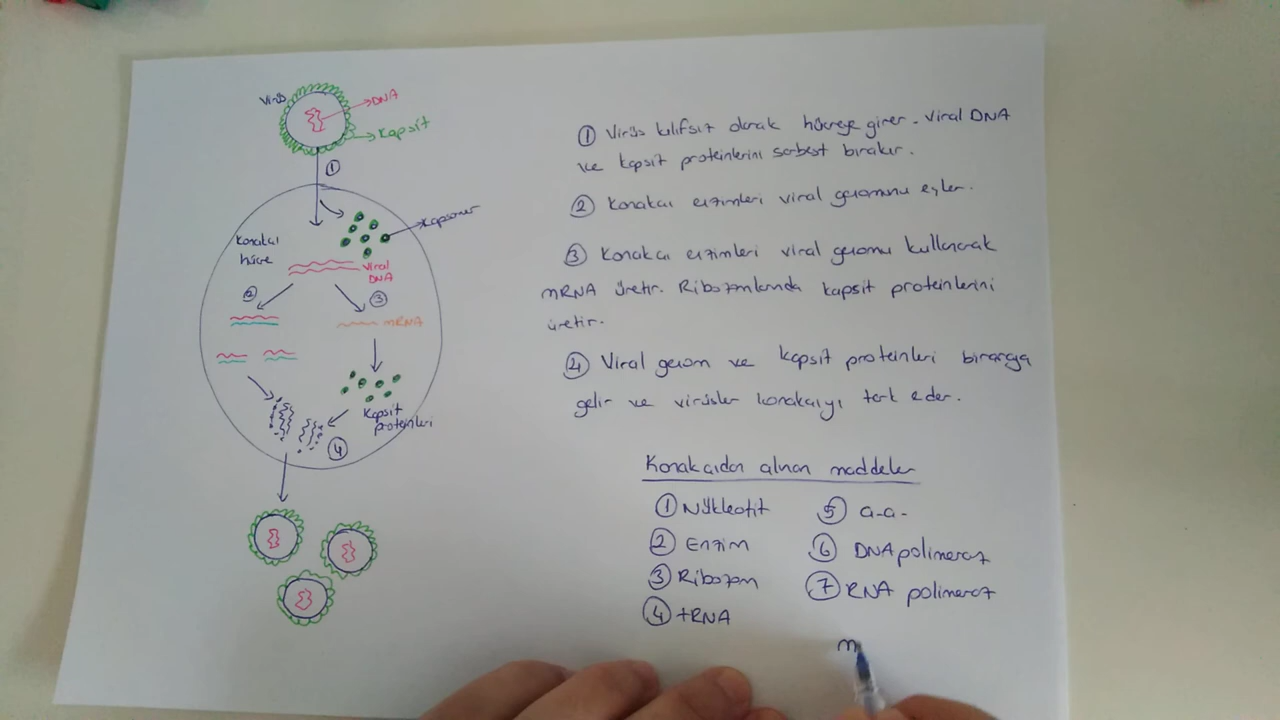 Virüs
DNA
Kapsit
①
Kapsomer
Konakçı
hücre
Viral
DNA
②
③
mRNA
Kapsit
proteinleri
④
① Virüs kılıfsız olarak hücreye girer. Viral DNA
ve kapsit proteinlerini serbest bırakır.
② Konakçı enzimleri viral genomunu eşler.
③ Konakçı enzimleri viral genomu kullanarak
mRNA üretir. Ribozomlarında kapsit proteinlerini
üretir.
④ Viral genom ve kapsit proteinleri biraraya
gelir ve virüsler konakçıyı terk eder.
Konakçıdan alınan maddeler
① Nükleotit
② Enzim
③ Ribozom
④ tRNA
⑤ a.a.
⑥ DNA polimeraz
⑦ RNA polimeraz
m